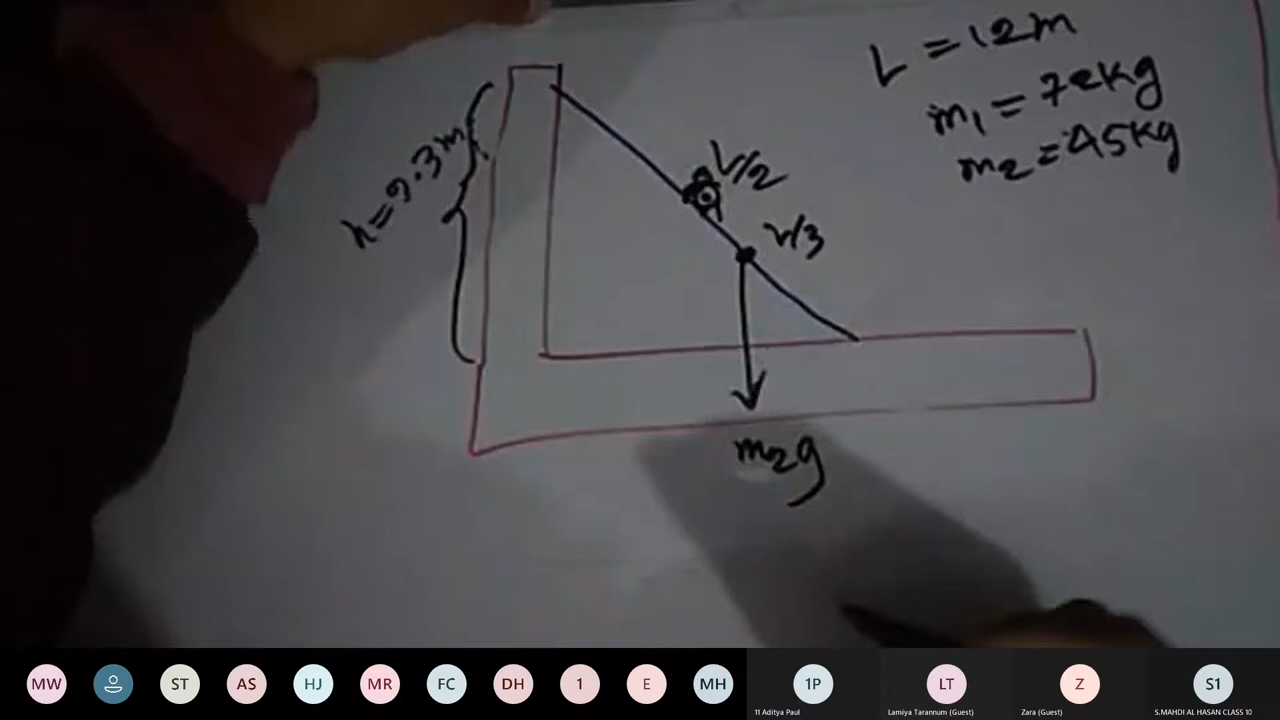 L = 12m
m1 = 72kg
m2 = 45kg
h = 9.3m
L/2
L/3
m2g
MW
ST
AS
HJ
MR
FC
DH
1
E
MH
1P
LT
Z
S1
11 Aditya Paul
Lamiya Tarannum (Guest)
Zara (Guest)
S.MAHDI AL HASAN CLASS 10